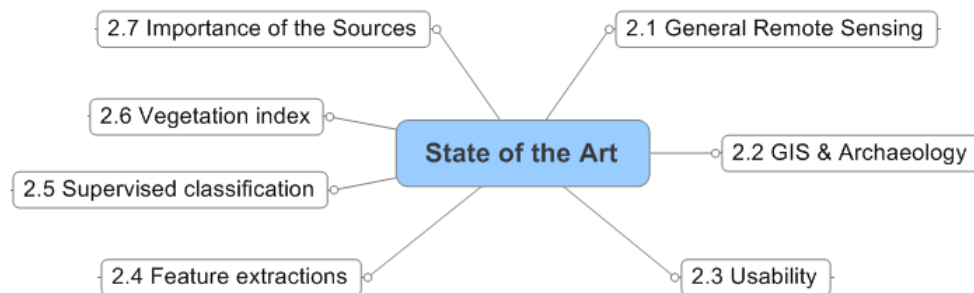 2.7 Importance of the Sources
2.1 General Remote Sensing
2.6 Vegetation index
State of the Art
2.2 GIS & Archaeology
2.5 Supervised classification
2.4 Feature extractions
2.3 Usability